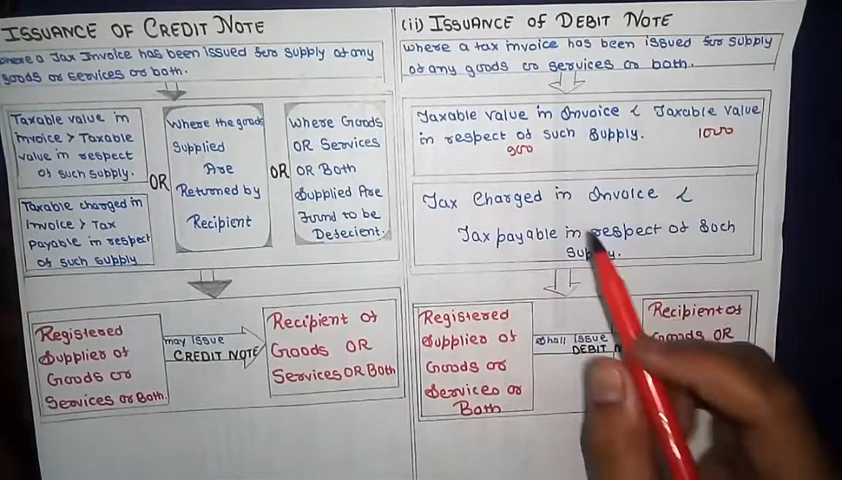 ISSUANCE OF CREDIT NOTE
where a Tax Invoice has been issued for supply of any
goods or services or both.
Taxable value in
invoice > Taxable
value in respect
of such supply.
Taxable charged in
invoice > Tax
payable in respect
of such supply
OR
Where the goods
Supplied
Are
Returned by
Recipient
OR
Where Goods
OR Services
OR Both
Supplied Are
Found to be
Defecient.
Registered
Supplies of
Goods or
Services or Both.
may issue
CREDIT NOTE
Recipient of
Goods OR
Services OR Both
(ii) ISSUANCE OF DEBIT NOTE
where a tax invoice has been issued for supply
of any goods or services or both.
Taxable value in Invoice < Taxable value
in respect of such Supply. 1000
900
Tax Charged in Invoice <
Tax payable in respect of Such
Supply.
Registered
Supplies of
Goods or
Services or
Both
Shall Issue
DEBIT
Recipient of
Goods OR